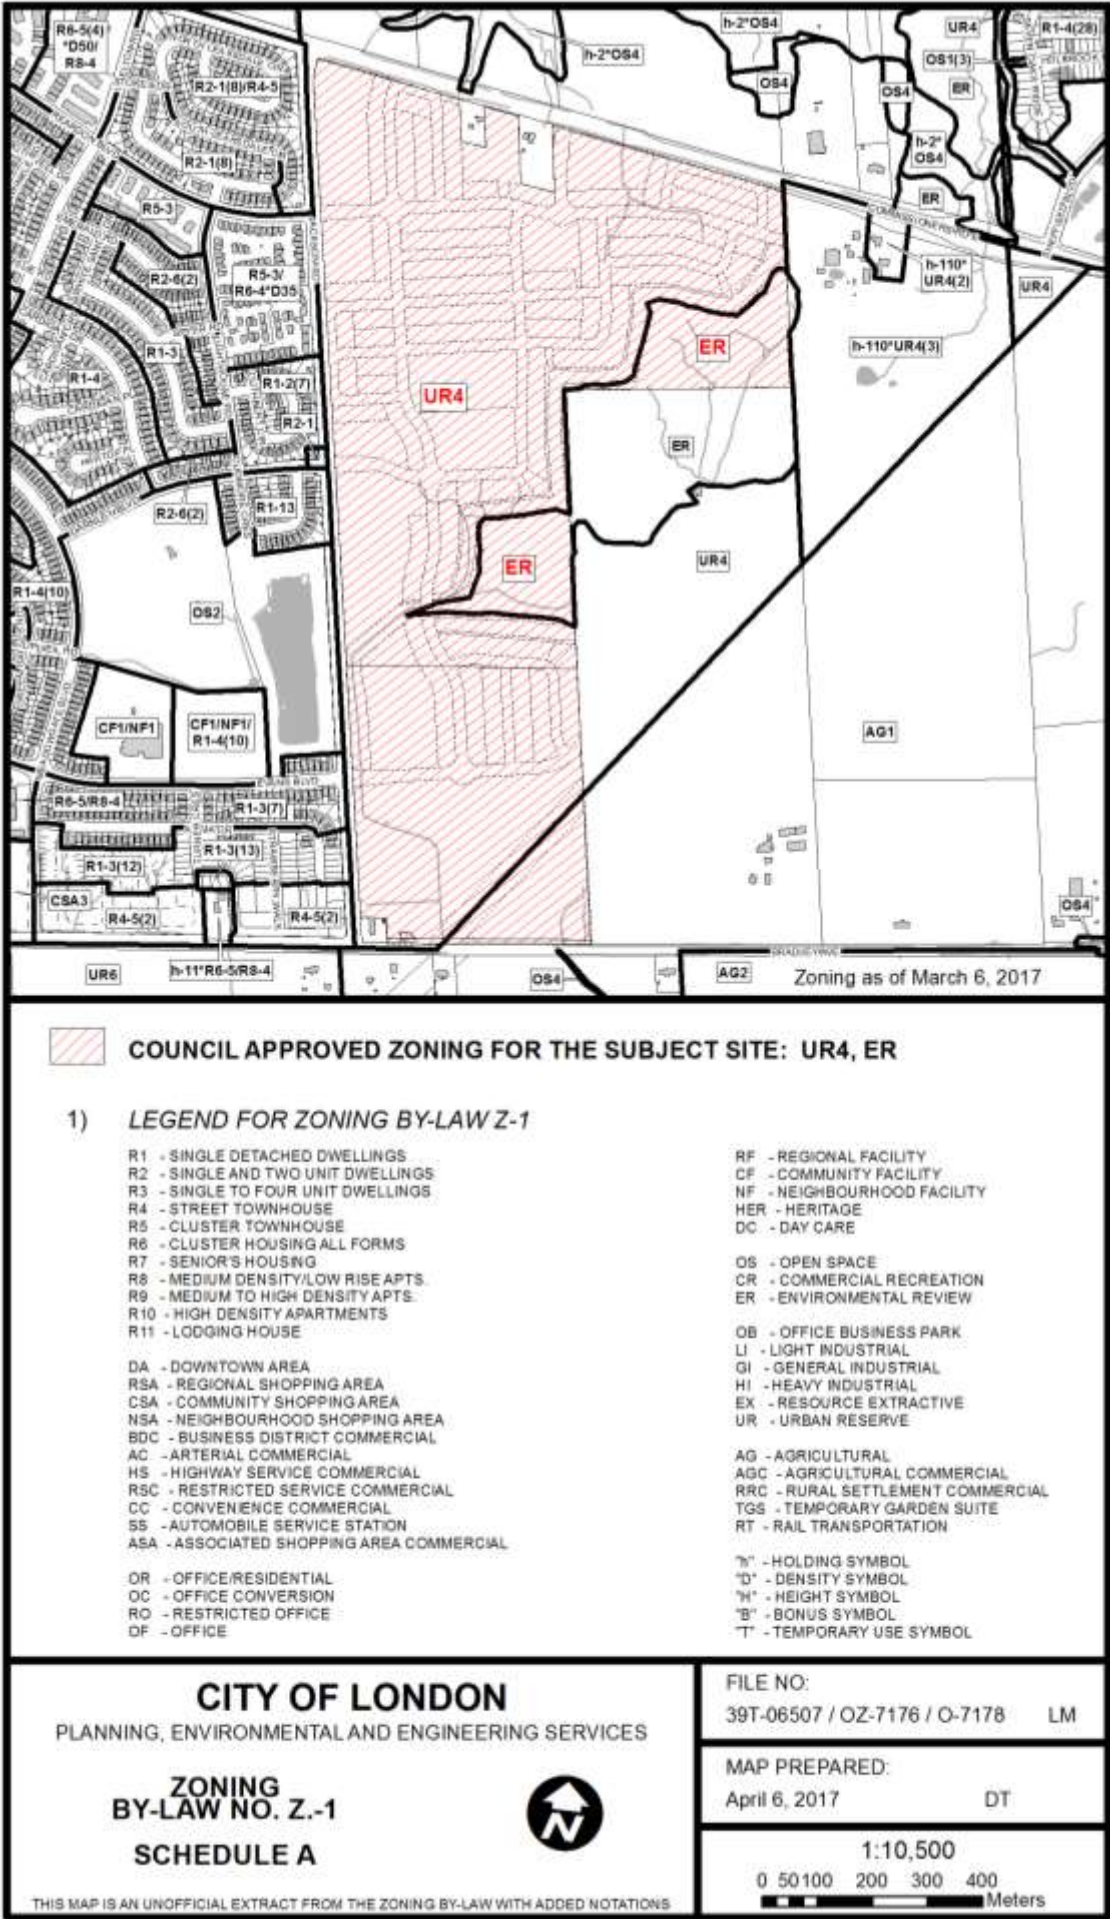 R6-5(4)
*D50/
R8-4
R2-1(8)/R4-5
R2-1(8)
R5-3
R2-6(2)
R5-3/
R6-4*D35
R1-3
R1-4
R1-2(7)
R2-1
R2-6(2)
R1-13
R1-4(10)
OS2
CF1/NF1
CF1/NF1/
R1-4(10)
R6-5/R8-4
R1-3(7)
R1-3(13)
R1-3(12)
CSA3
R4-5(2)
R4-5(2)
UR6
h-11*R6-5/R8-4
OS4
AG2
h-2*OS4
h-2*OS4
UR4
R1-4(28)
OS1(3)
OS4
OS4
ER
h-2*
OS4
ER
h-110*
UR4(2)
UR4
h-110*UR4(3)
ER
UR4
ER
ER
UR4
AG1
OS4
Zoning as of March 6, 2017
COUNCIL APPROVED ZONING FOR THE SUBJECT SITE: UR4, ER
1) LEGEND FOR ZONING BY-LAW Z-1
R1 - SINGLE DETACHED DWELLINGS
R2 - SINGLE AND TWO UNIT DWELLINGS
R3 - SINGLE TO FOUR UNIT DWELLINGS
R4 - STREET TOWNHOUSE
R5 - CLUSTER TOWNHOUSE
R6 - CLUSTER HOUSING ALL FORMS
R7 - SENIOR'S HOUSING
R8 - MEDIUM DENSITY/LOW RISE APTS.
R9 - MEDIUM TO HIGH DENSITY APTS.
R10 - HIGH DENSITY APARTMENTS
R11 - LODGING HOUSE
DA - DOWNTOWN AREA
RSA - REGIONAL SHOPPING AREA
CSA - COMMUNITY SHOPPING AREA
NSA - NEIGHBOURHOOD SHOPPING AREA
BDC - BUSINESS DISTRICT COMMERCIAL
AC - ARTERIAL COMMERCIAL
HS - HIGHWAY SERVICE COMMERCIAL
RSC - RESTRICTED SERVICE COMMERCIAL
CC - CONVENIENCE COMMERCIAL
SS - AUTOMOBILE SERVICE STATION
ASA - ASSOCIATED SHOPPING AREA COMMERCIAL
OR - OFFICE/RESIDENTIAL
OC - OFFICE CONVERSION
RO - RESTRICTED OFFICE
OF - OFFICE
RF - REGIONAL FACILITY
CF - COMMUNITY FACILITY
NF - NEIGHBOURHOOD FACILITY
HER - HERITAGE
DC - DAY CARE
OS - OPEN SPACE
CR - COMMERCIAL RECREATION
ER - ENVIRONMENTAL REVIEW
OB - OFFICE BUSINESS PARK
LI - LIGHT INDUSTRIAL
GI - GENERAL INDUSTRIAL
HI - HEAVY INDUSTRIAL
EX - RESOURCE EXTRACTIVE
UR - URBAN RESERVE
AG - AGRICULTURAL
AGC - AGRICULTURAL COMMERCIAL
RRC - RURAL SETTLEMENT COMMERCIAL
TGS - TEMPORARY GARDEN SUITE
RT - RAIL TRANSPORTATION
"h" - HOLDING SYMBOL
"D" - DENSITY SYMBOL
"H" - HEIGHT SYMBOL
"B" - BONUS SYMBOL
"T" - TEMPORARY USE SYMBOL
CITY OF LONDON
PLANNING, ENVIRONMENTAL AND ENGINEERING SERVICES
ZONING
BY-LAW NO. Z.-1
SCHEDULE A
N
THIS MAP IS AN UNOFFICIAL EXTRACT FROM THE ZONING BY-LAW WITH ADDED NOTATIONS
FILE NO:
39T-06507 / OZ-7176 / O-7178 LM
MAP PREPARED:
April 6, 2017 DT
1:10,500
0 50 100 200 300 400
Meters